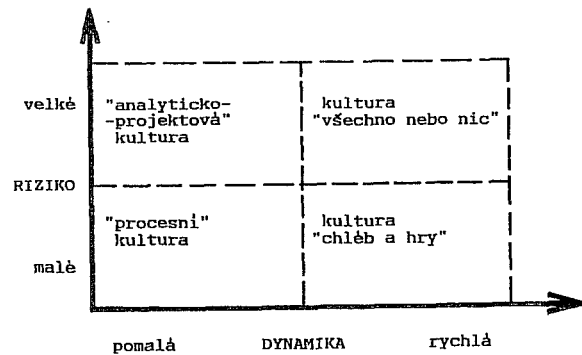 velké
"analyticko-
-projektová"
kultura
kultura
"všechno nebo nic"
RIZIKO
"procesní"
kultura
kultura
"chléb a hry"
malé
pomalá
DYNAMIKA
rychlá